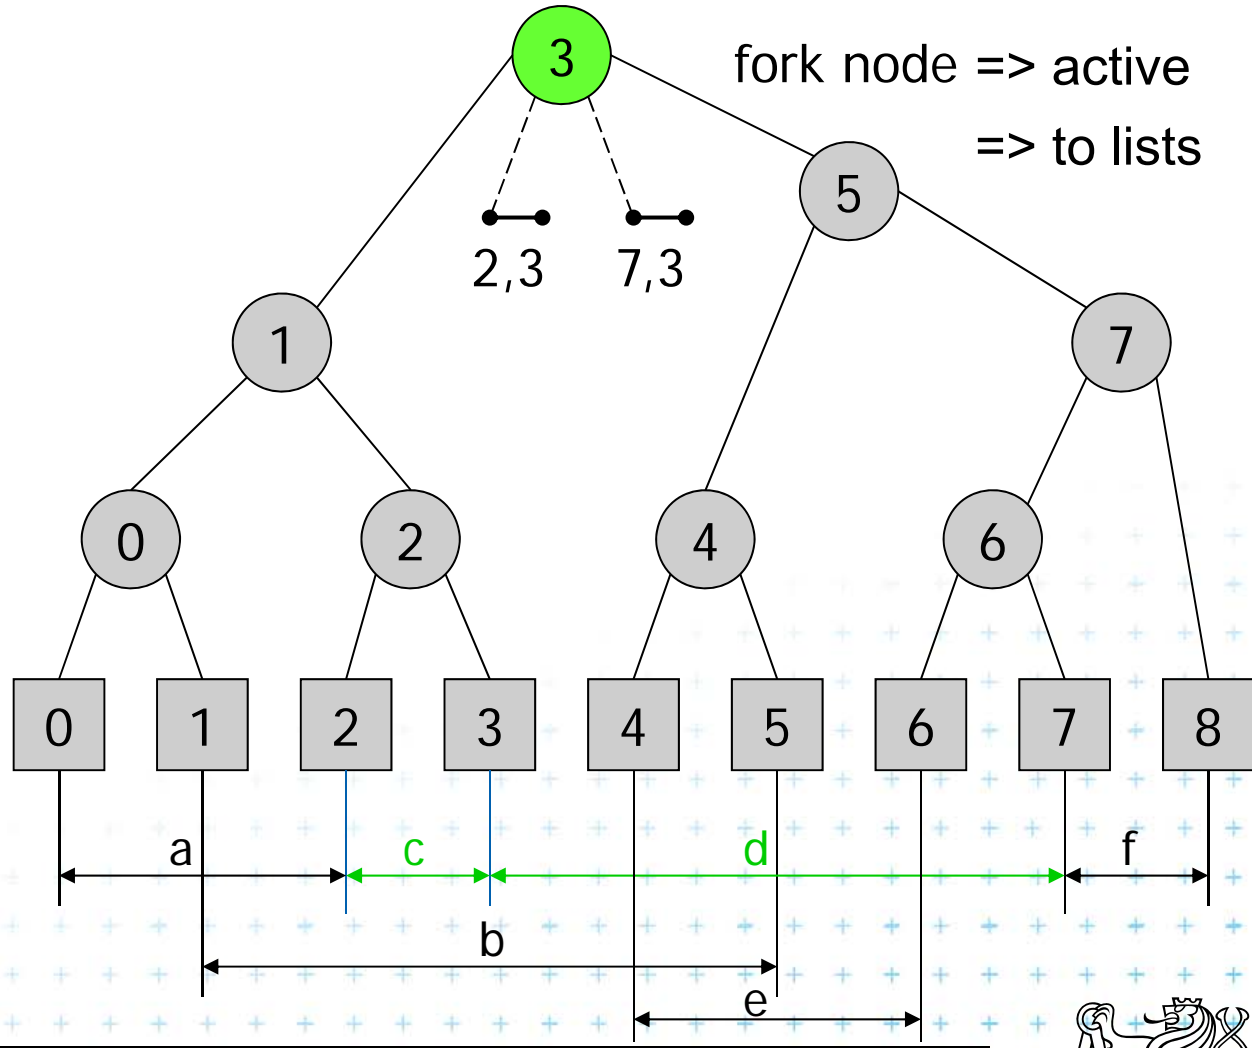 3
fork node => active
=> to lists
5
2,3 7,3
1
7
0 2 4 6
0 1 2 3 4 5 6 7 8
a c d f
b
e